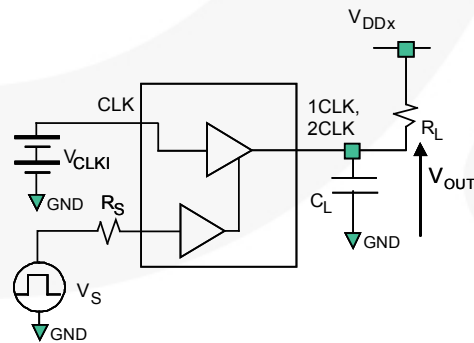 VDDx
CLK
1CLK,
2CLK
RL
VCLKI
VOUT
GND
RS
CL
GND
VS
GND